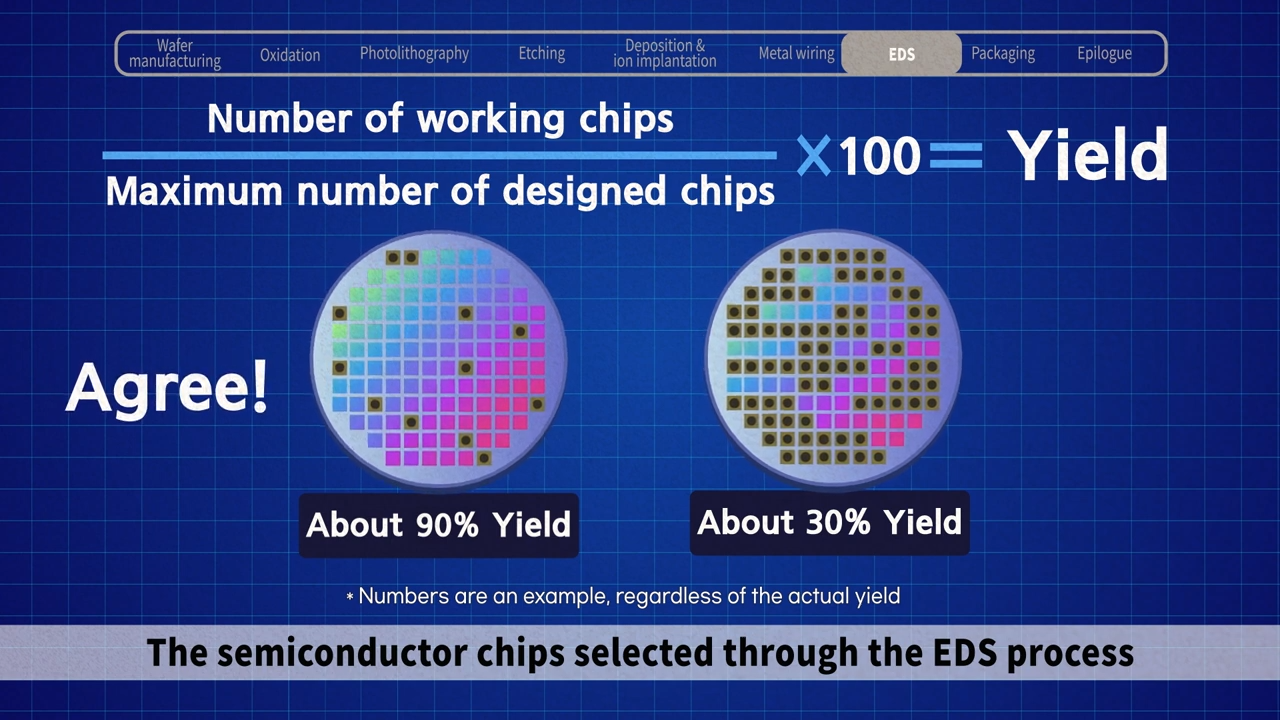 Wafer
manufacturing
Oxidation
Photolithography
Etching
Deposition &
ion implantation
Metal wiring
EDS
Packaging
Epilogue
Number of working chips
Maximum number of designed chips
×100= Yield
Agree!
About 90% Yield
About 30% Yield
* Numbers are an example, regardless of the actual yield
The semiconductor chips selected through the EDS process